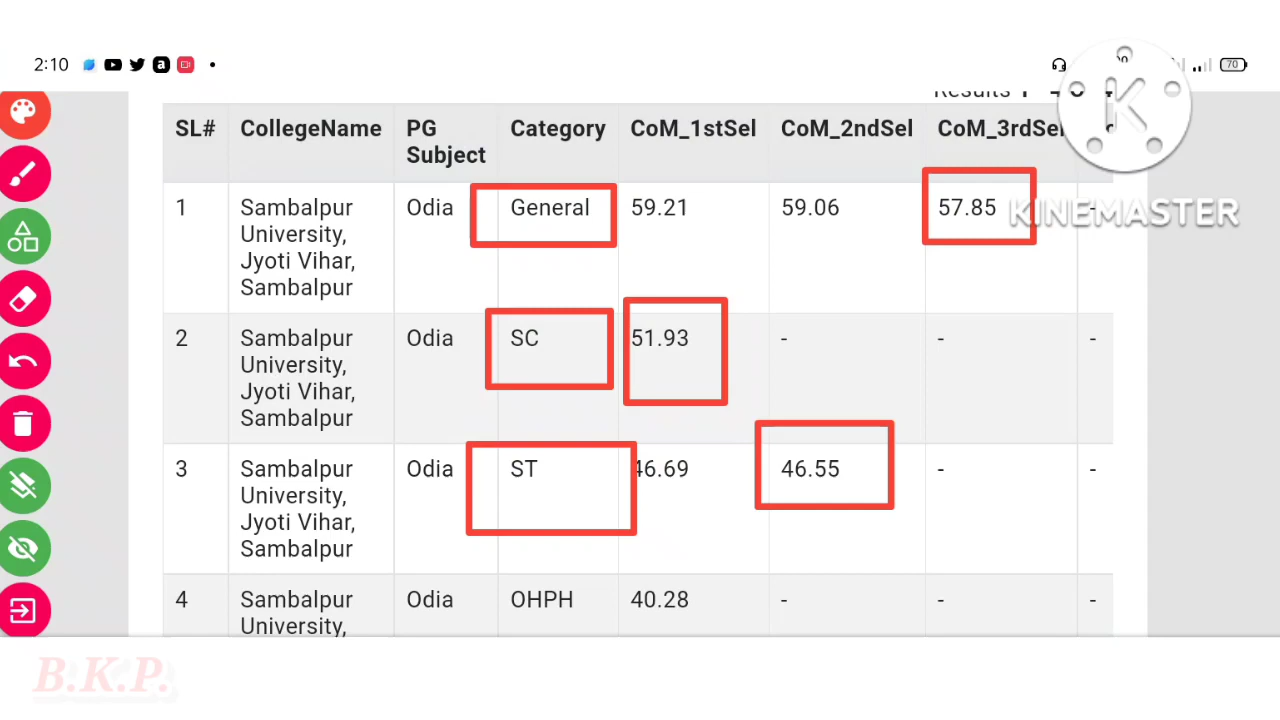 2:10
70
Results
SL# CollegeName PG Subject Category CoM_1stSel CoM_2ndSel CoM_3rdSel
1 Sambalpur University, Jyoti Vihar, Sambalpur Odia General 59.21 59.06 57.85 -
2 Sambalpur University, Jyoti Vihar, Sambalpur Odia SC 51.93 - - -
3 Sambalpur University, Jyoti Vihar, Sambalpur Odia ST 46.69 46.55 - -
4 Sambalpur University, Odia OHPH 40.28 - - -
KINEMASTER
B.K.P.